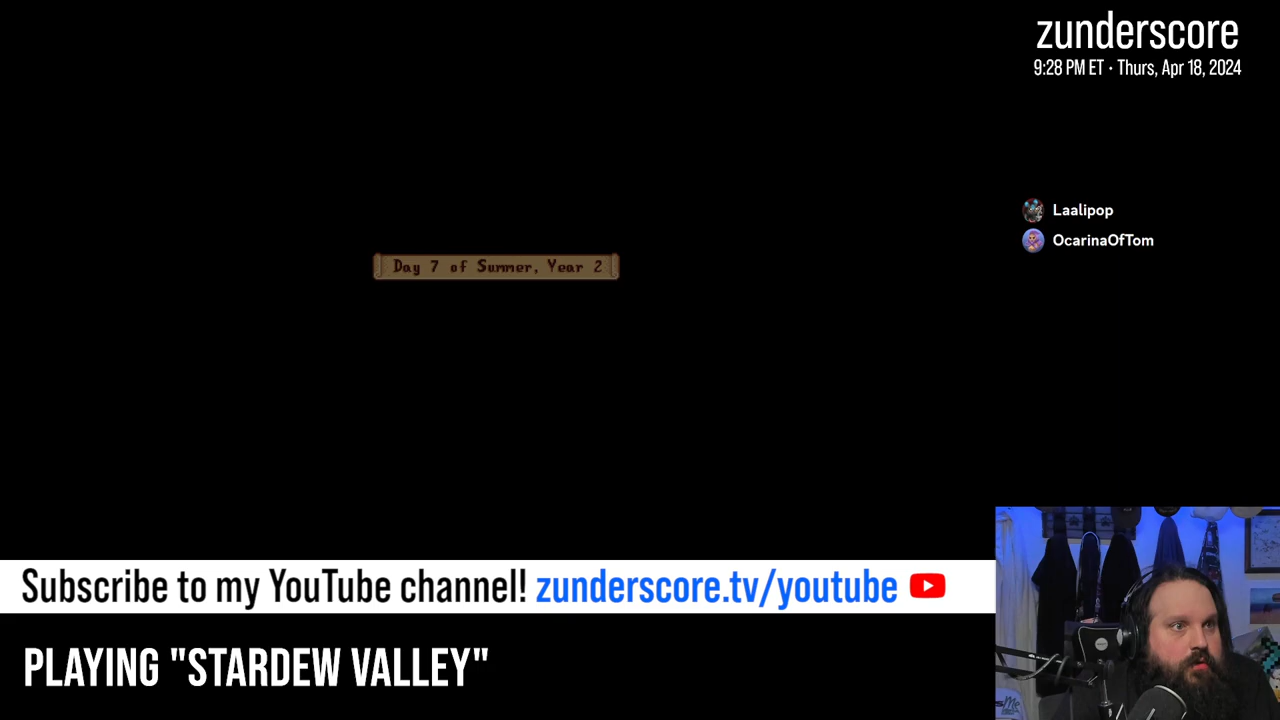 zunderscore
9:28 PM ET · Thurs, Apr 18, 2024
Laalipop
OcarinaOfTom
Day 7 of Summer, Year 2
Subscribe to my YouTube channel! zunderscore.tv/youtube
PLAYING "STARDEW VALLEY"